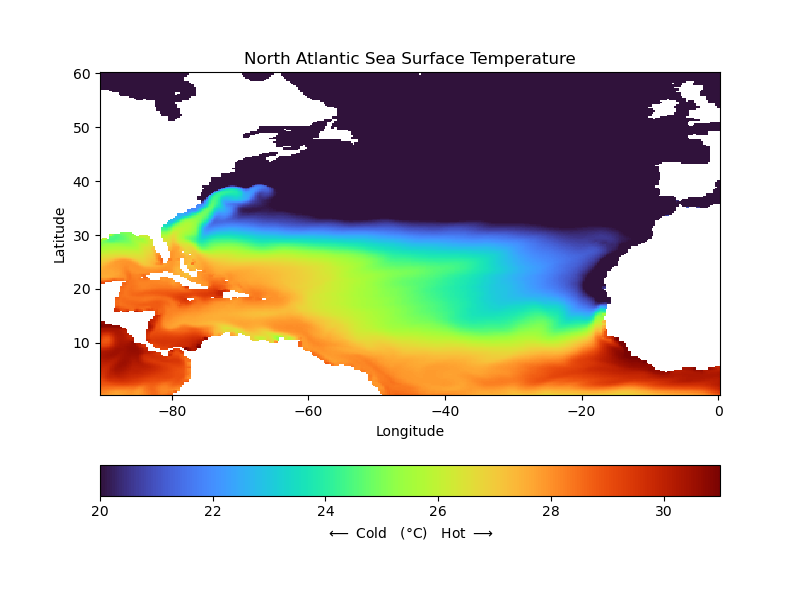 North Atlantic Sea Surface Temperature
60
50
40
30
20
10
Latitude
−80 −60 −40 −20 0
Longitude
20 22 24 26 28 30
⟵ Cold (°C) Hot ⟶